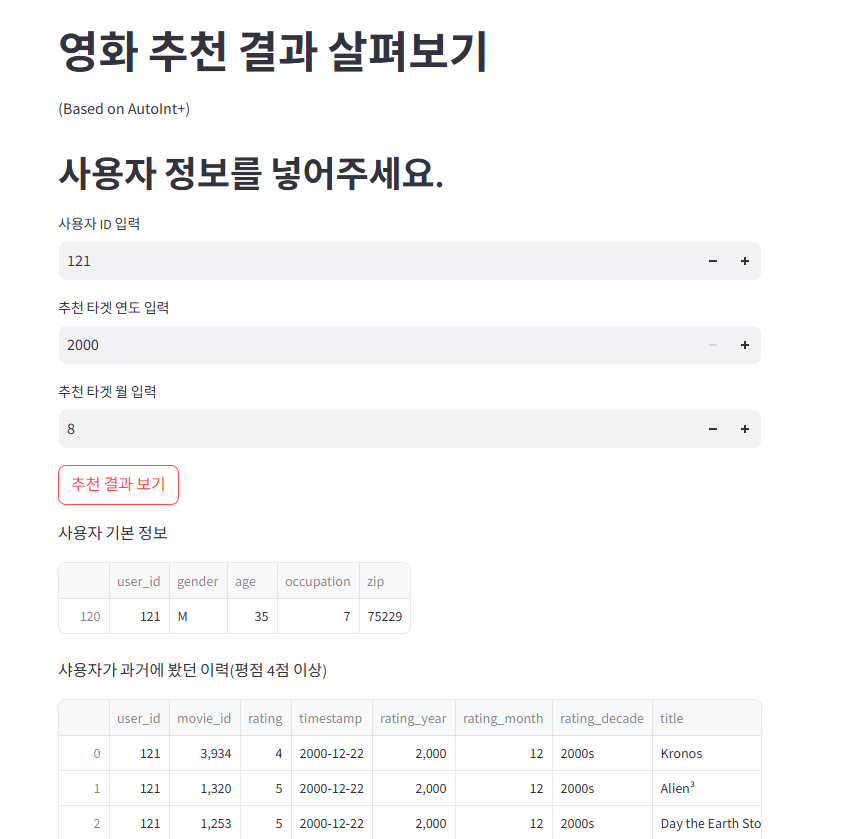 영화 추천 결과 살펴보기
(Based on AutoInt+)
사용자 정보를 넣어주세요.
사용자 ID 입력
121
추천 타겟 연도 입력
2000
추천 타겟 월 입력
8
추천 결과 보기
사용자 기본 정보
user_id gender age occupation zip
120 121 M 35 7 75229
샤용자가 과거에 봤던 이력(평점 4점 이상)
user_id movie_id rating timestamp rating_year rating_month rating_decade title
0 121 3,934 4 2000-12-22 2,000 12 2000s Kronos
1 121 1,320 5 2000-12-22 2,000 12 2000s Alien³
2 121 1,253 5 2000-12-22 2,000 12 2000s Day the Earth Sto